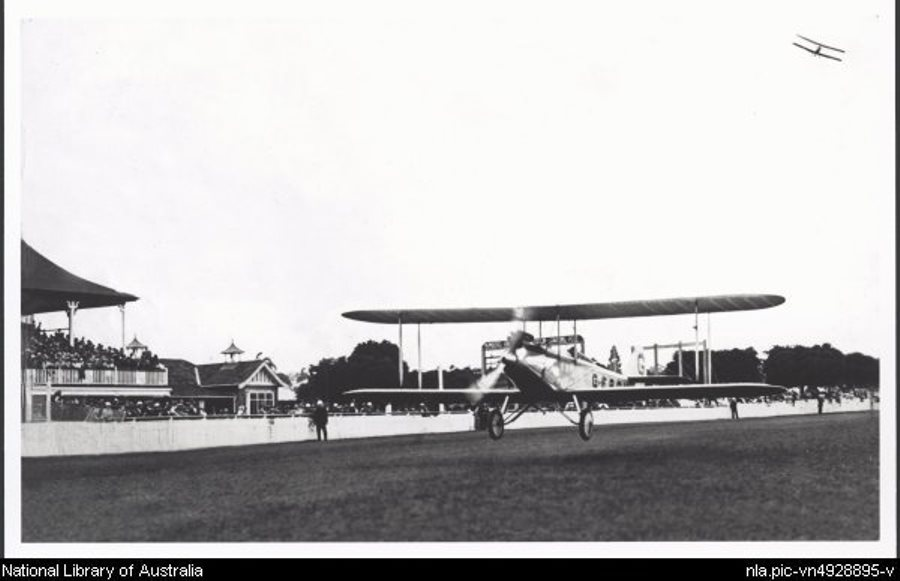 G
National Library of Australia
nla.pic-vn4928895-v